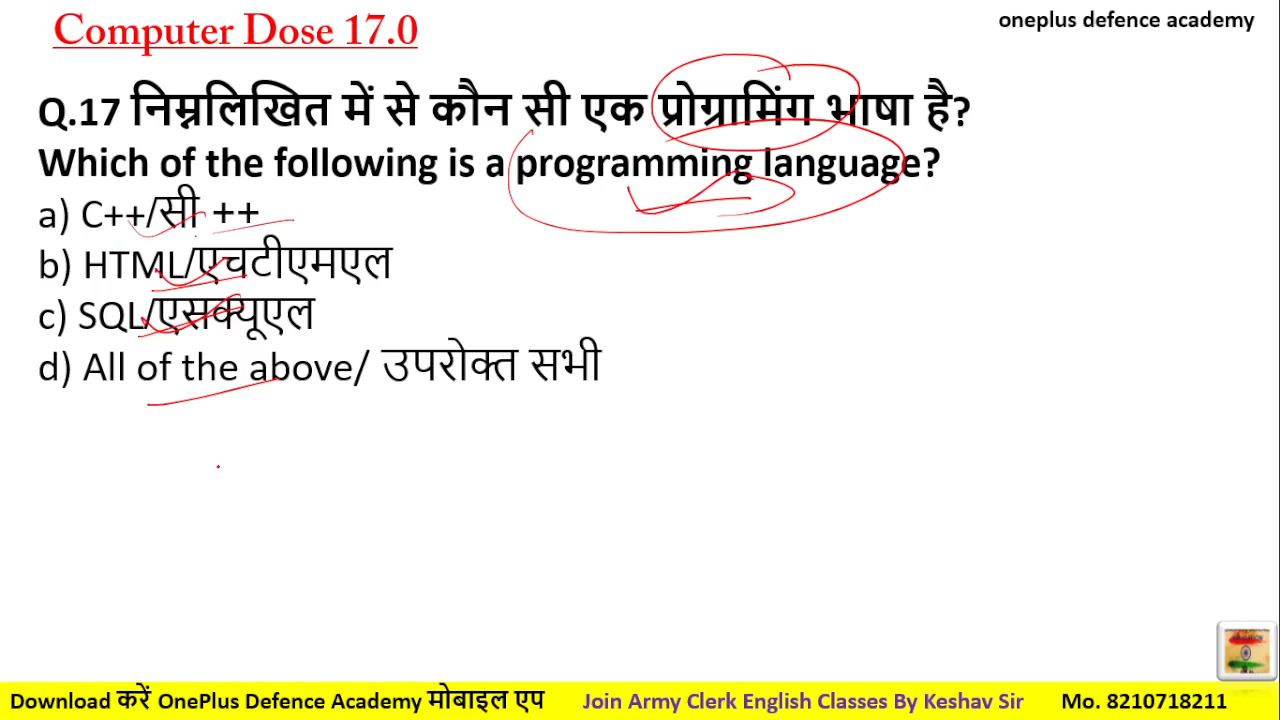 Computer Dose 17.0
oneplus defence academy
Q.17 निम्नलिखित में से कौन सी एक प्रोग्रामिंग भाषा है?
Which of the following is a programming language?
a) C++/सी ++
b) HTML/एचटीएमएल
c) SQL/एसक्यूएल
d) All of the above/ उपरोक्त सभी
Download करें OnePlus Defence Academy मोबाइल एप Join Army Clerk English Classes By Keshav Sir Mo. 8210718211